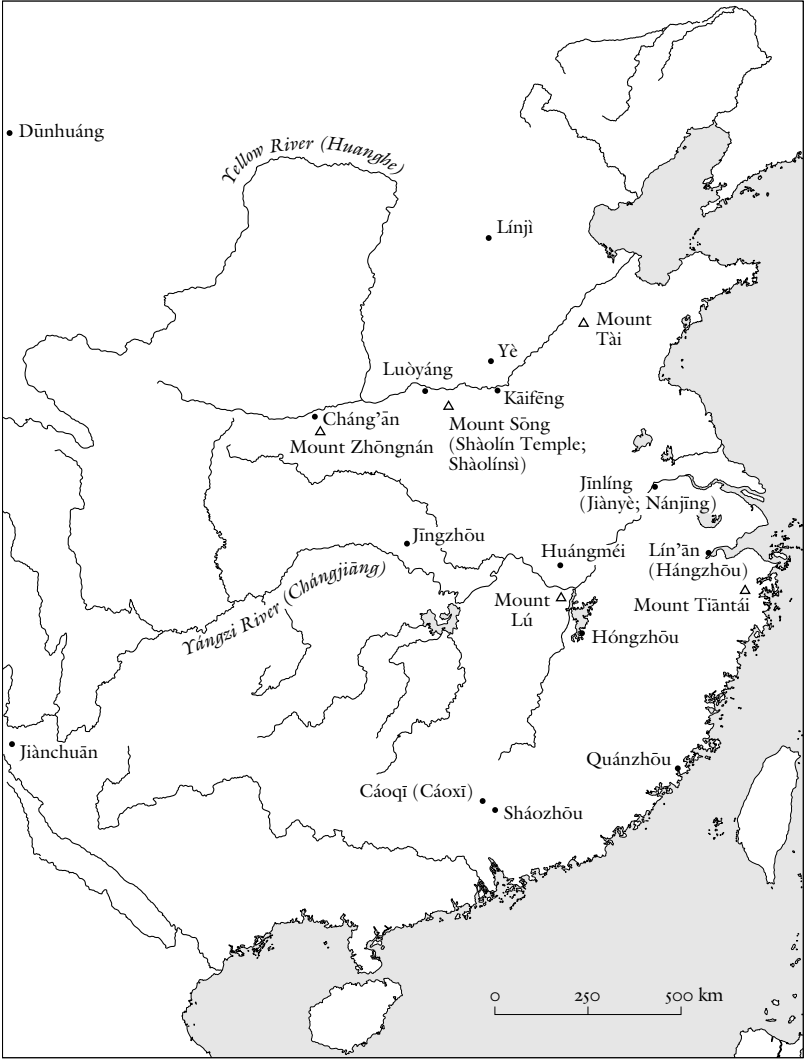 Dūnhuáng
Yellow River (Huanghe)
Línjì
Mount
Tài
Yè
Luòyáng
Kāifēng
Cháng’ān
Mount Zhōngnán
Mount Sōng
(Shàolín Temple;
Shàolínsì)
Jīnlíng
(Jiànyè; Nánjīng)
Jīngzhōu
Huángméi
Lín’ān
(Hángzhōu)
Yángzi River (Chángjiāng)
Mount
Lú
Mount Tiāntái
Hóngzhōu
Jiànchuān
Quánzhōu
Cáoqī (Cáoxī)
Sháozhōu
0 250 500 km